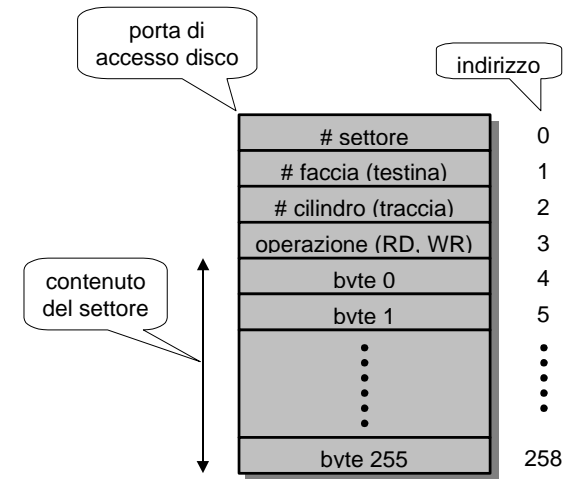 porta di
accesso disco
indirizzo
# settore 0
# faccia (testina) 1
# cilindro (traccia) 2
operazione (RD, WR) 3
contenuto
del settore
byte 0 4
byte 1 5
byte 255 258